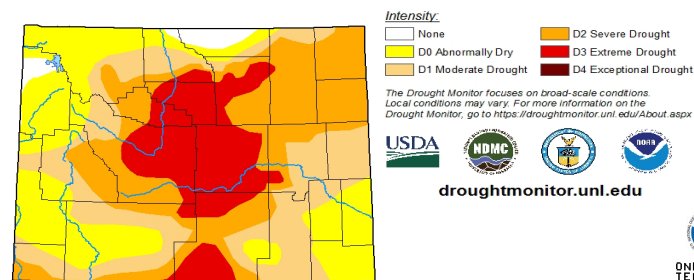 Intensity:
None
D2 Severe Drought
D0 Abnormally Dry
D3 Extreme Drought
D1 Moderate Drought
D4 Exceptional Drought
The Drought Monitor focuses on broad-scale conditions.
Local conditions may vary. For more information on the
Drought Monitor, go to https://droughtmonitor.unl.edu/About.aspx
USDA
NDMC
NOAA
droughtmonitor.unl.edu